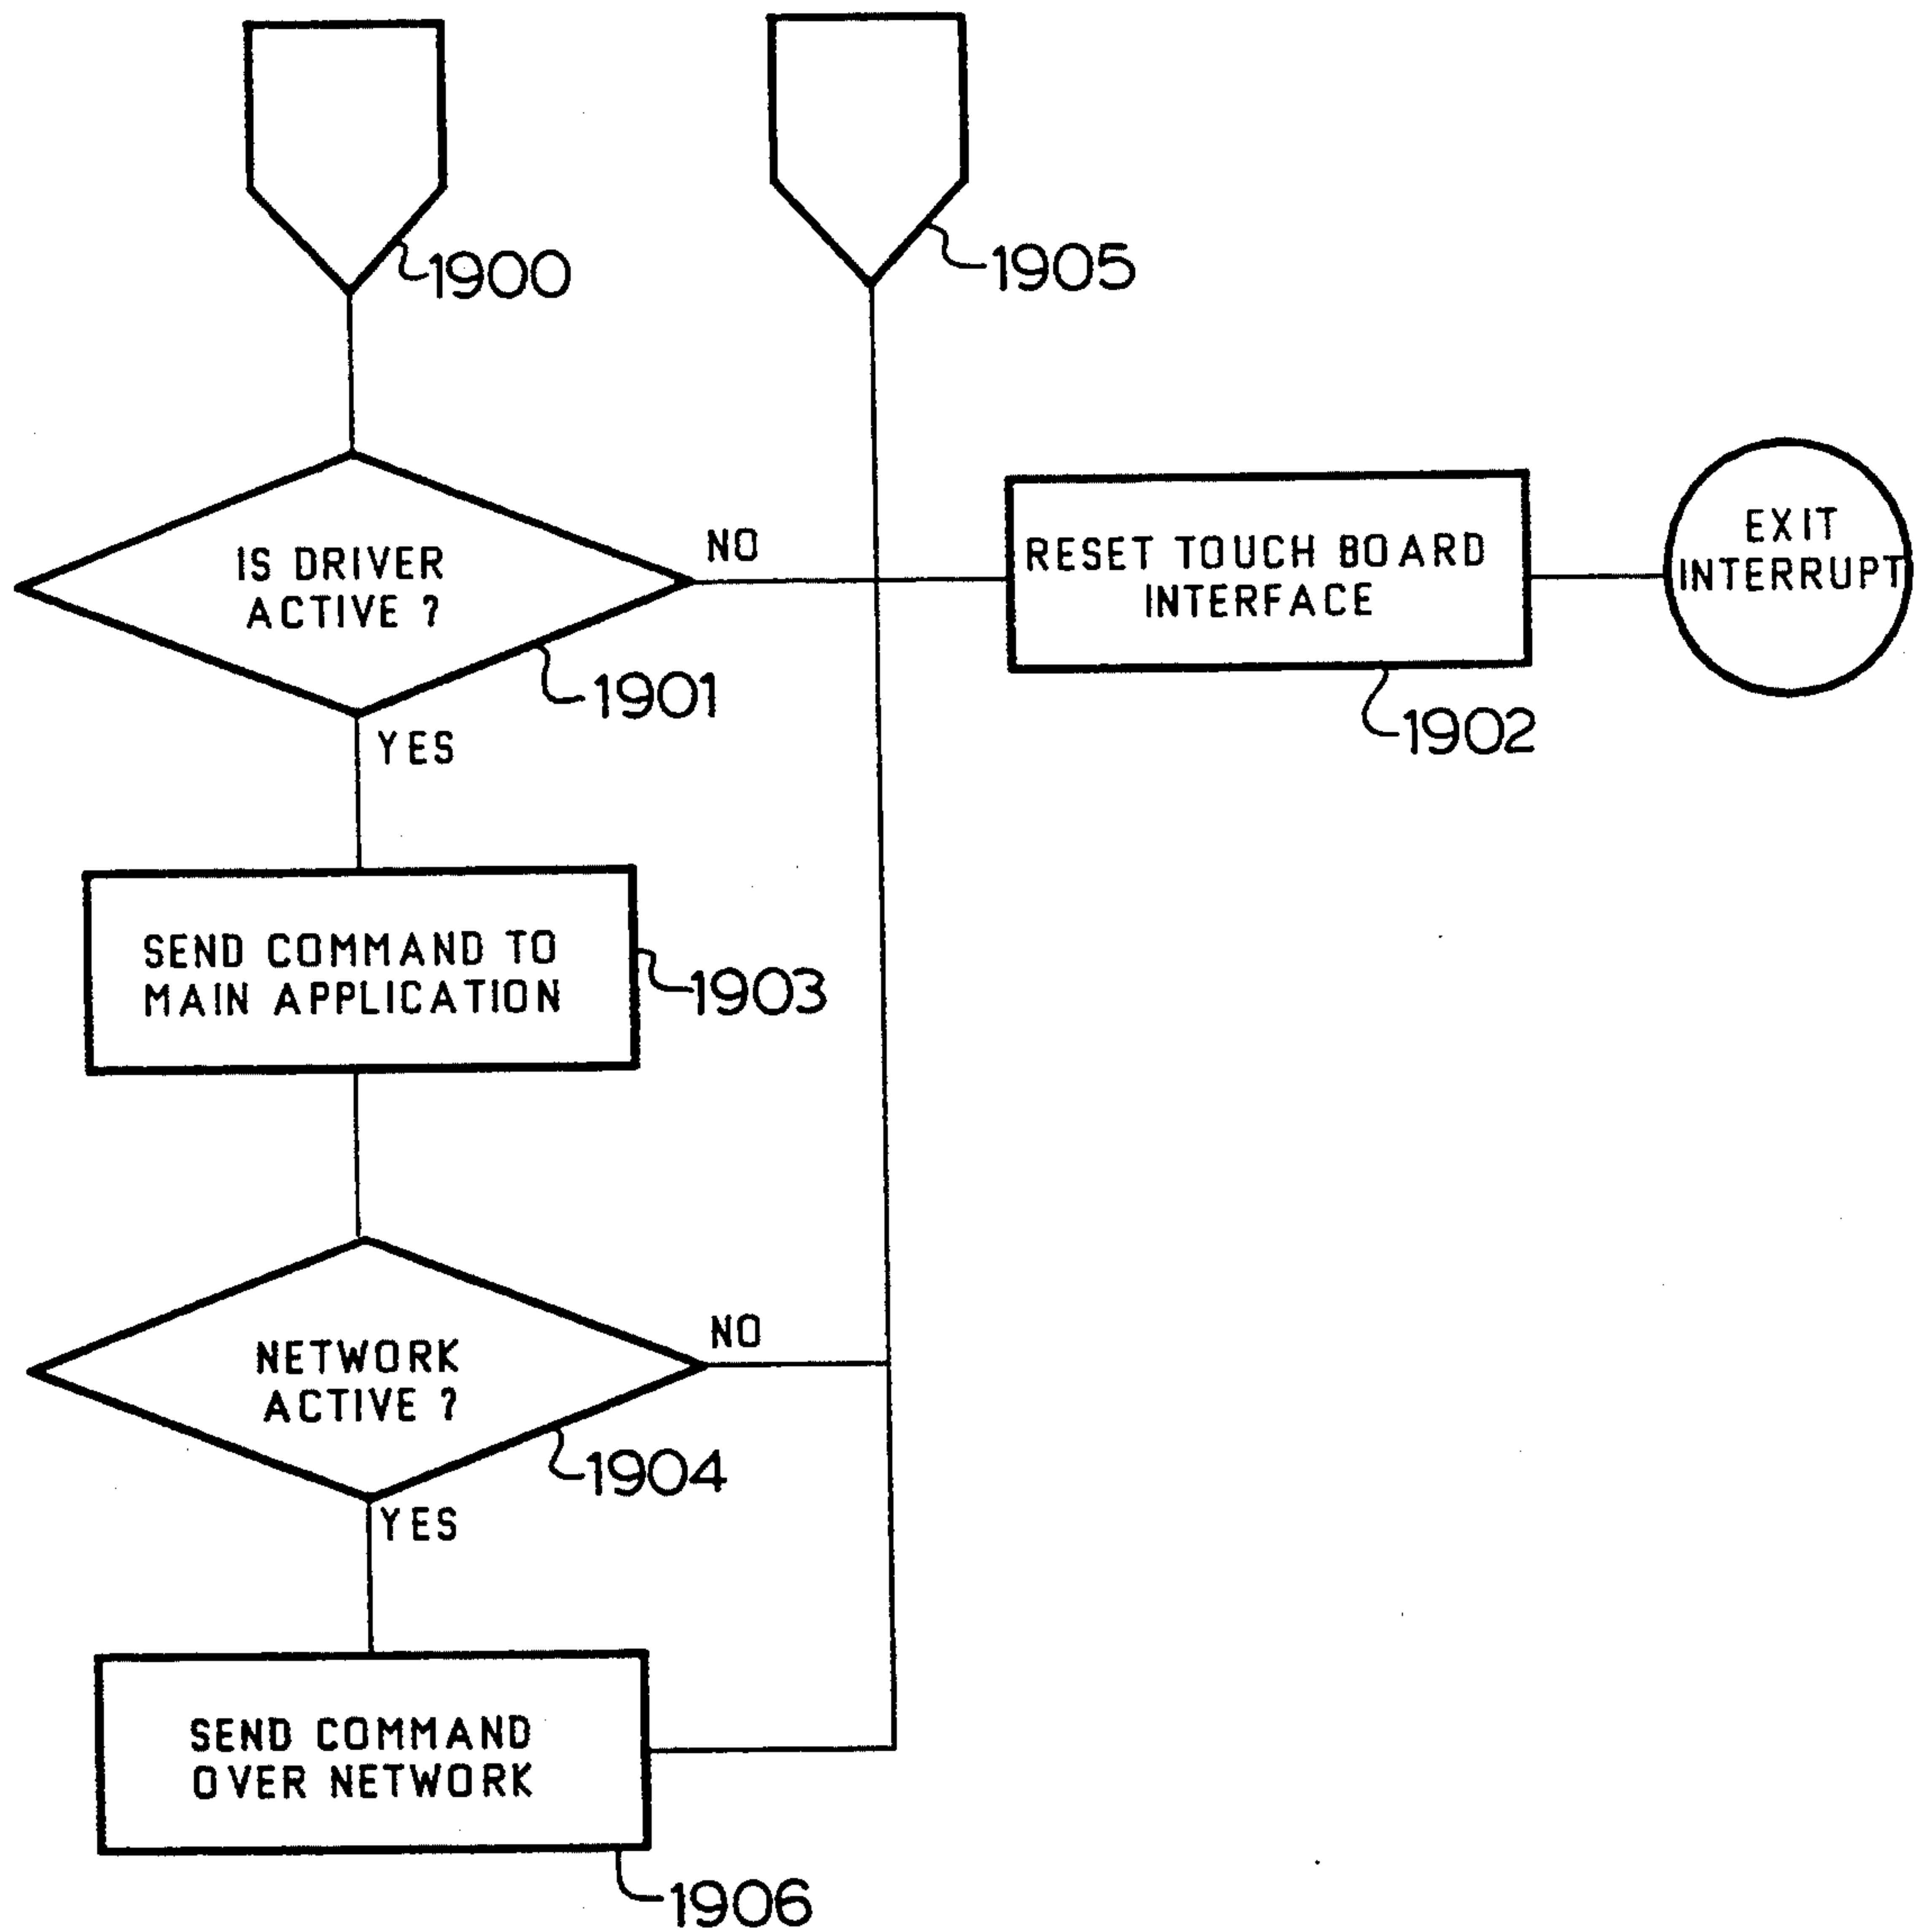 1900
1905
IS DRIVER
ACTIVE ?
NO
1901
YES
RESET TOUCH BOARD
INTERFACE
1902
EXIT
INTERRUPT
SEND COMMAND TO
MAIN APPLICATION
1903
NETWORK
ACTIVE ?
NO
1904
YES
SEND COMMAND
OVER NETWORK
1906